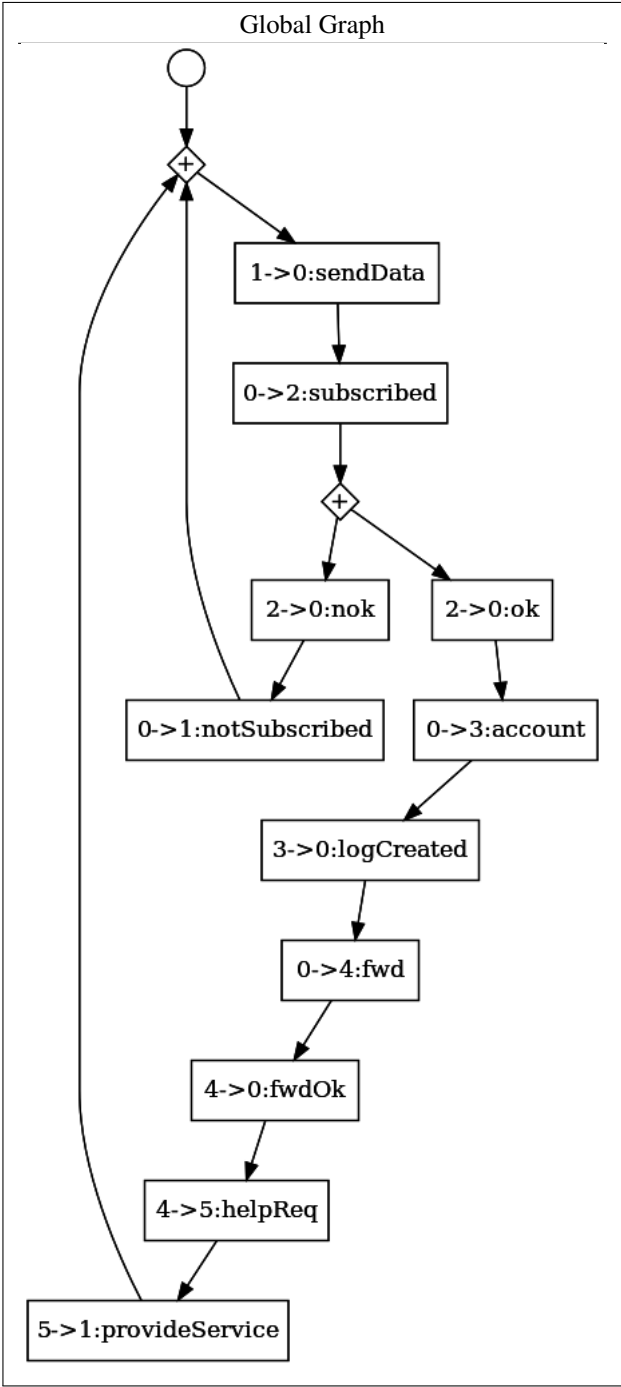 Global Graph
+
1->0:sendData
0->2:subscribed
+
2->0:nok
2->0:ok
0->1:notSubscribed
0->3:account
3->0:logCreated
0->4:fwd
4->0:fwdOk
4->5:helpReq
5->1:provideService